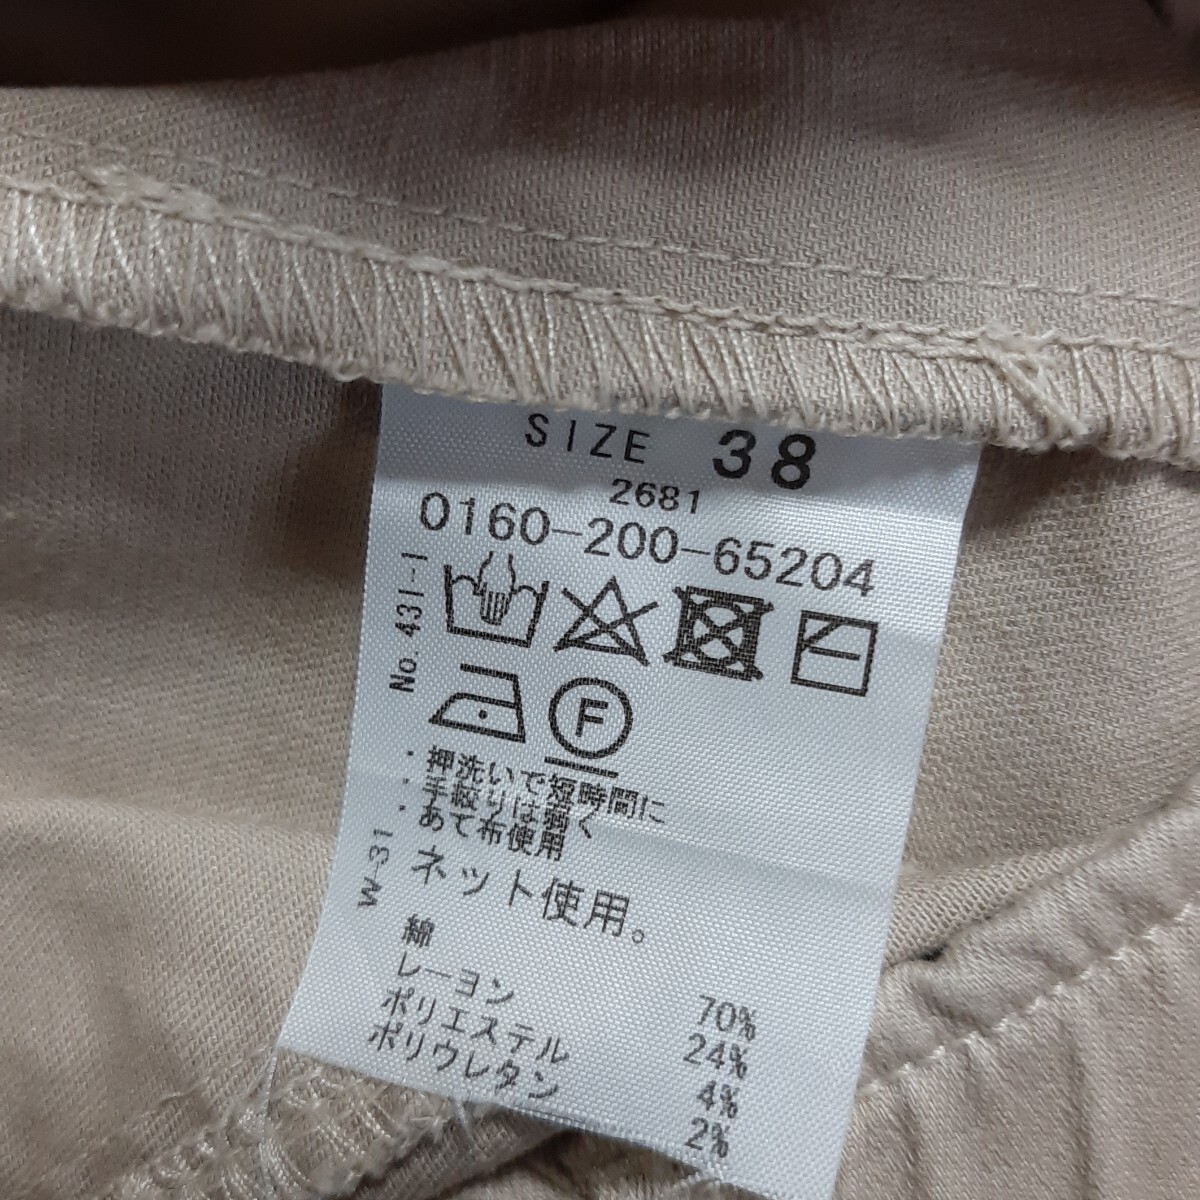 SIZE 38
2681
0160-200-65204
No. 431-1
F
・押洗いで短時間に
・手絞りは弱く
・あて布使用
W-31
ネット使用。
綿 70%
レーヨン 24%
ポリエステル 4%
ポリウレタン 2%